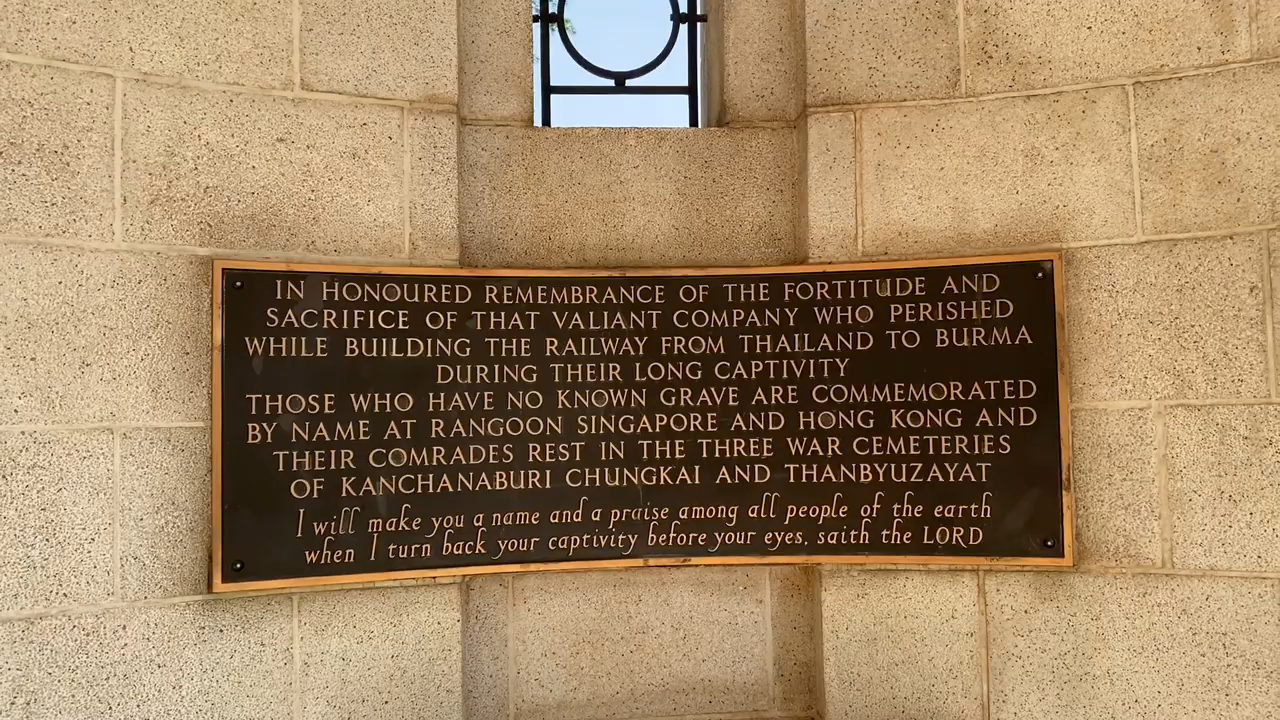 IN HONOURED REMEMBRANCE OF THE FORTITUDE AND
SACRIFICE OF THAT VALIANT COMPANY WHO PERISHED
WHILE BUILDING THE RAILWAY FROM THAILAND TO BURMA
DURING THEIR LONG CAPTIVITY
THOSE WHO HAVE NO KNOWN GRAVE ARE COMMEMORATED
BY NAME AT RANGOON SINGAPORE AND HONG KONG AND
THEIR COMRADES REST IN THE THREE WAR CEMETERIES
OF KANCHANABURI CHUNGKAI AND THANBYUZAYAT
I will make you a name and a praise among all people of the earth
when I turn back your captivity before your eyes, saith the LORD